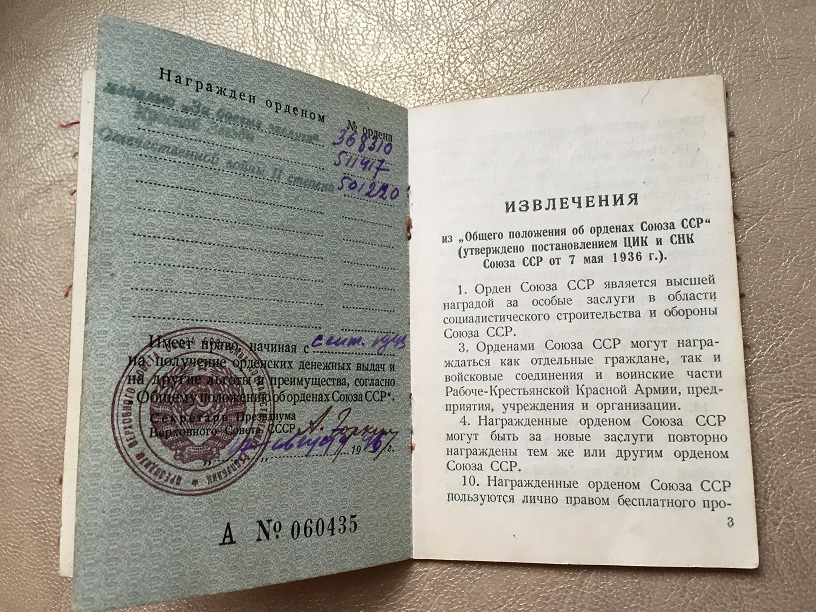 Награжден орденом
№ ордена
медалью „За боевые заслуги“ 368310
Красной Звезды 511417
Отечественной войны II степени 501220
Имеет право, начиная с сент. 1943
на получение орденских денежных выдач и
на другие льготы и преимущества, согласно
„Общему положению об орденах Союза ССР“.
Секретарь Президиума
Верховного Совета СССР А. Горкин
августа 194 г.
А № 060435
ИЗВЛЕЧЕНИЯ
из „Общего положения об орденах Союза ССР“
(утверждено постановлением ЦИК и СНК
Союза ССР от 7 мая 1936 г.).
1. Орден Союза ССР является высшей
наградой за особые заслуги в области
социалистического строительства и обороны
Союза ССР.
3. Орденами Союза ССР могут награ-
ждаться как отдельные граждане, так и
войсковые соединения и воинские части
Рабоче-Крестьянской Красной Армии, пред-
приятия, учреждения и организации.
4. Награжденные орденом Союза ССР
могут быть за новые заслуги повторно
награждены тем же или другим орденом
Союза ССР.
10. Награжденные орденом Союза ССР
пользуются лично правом бесплатного про-
3